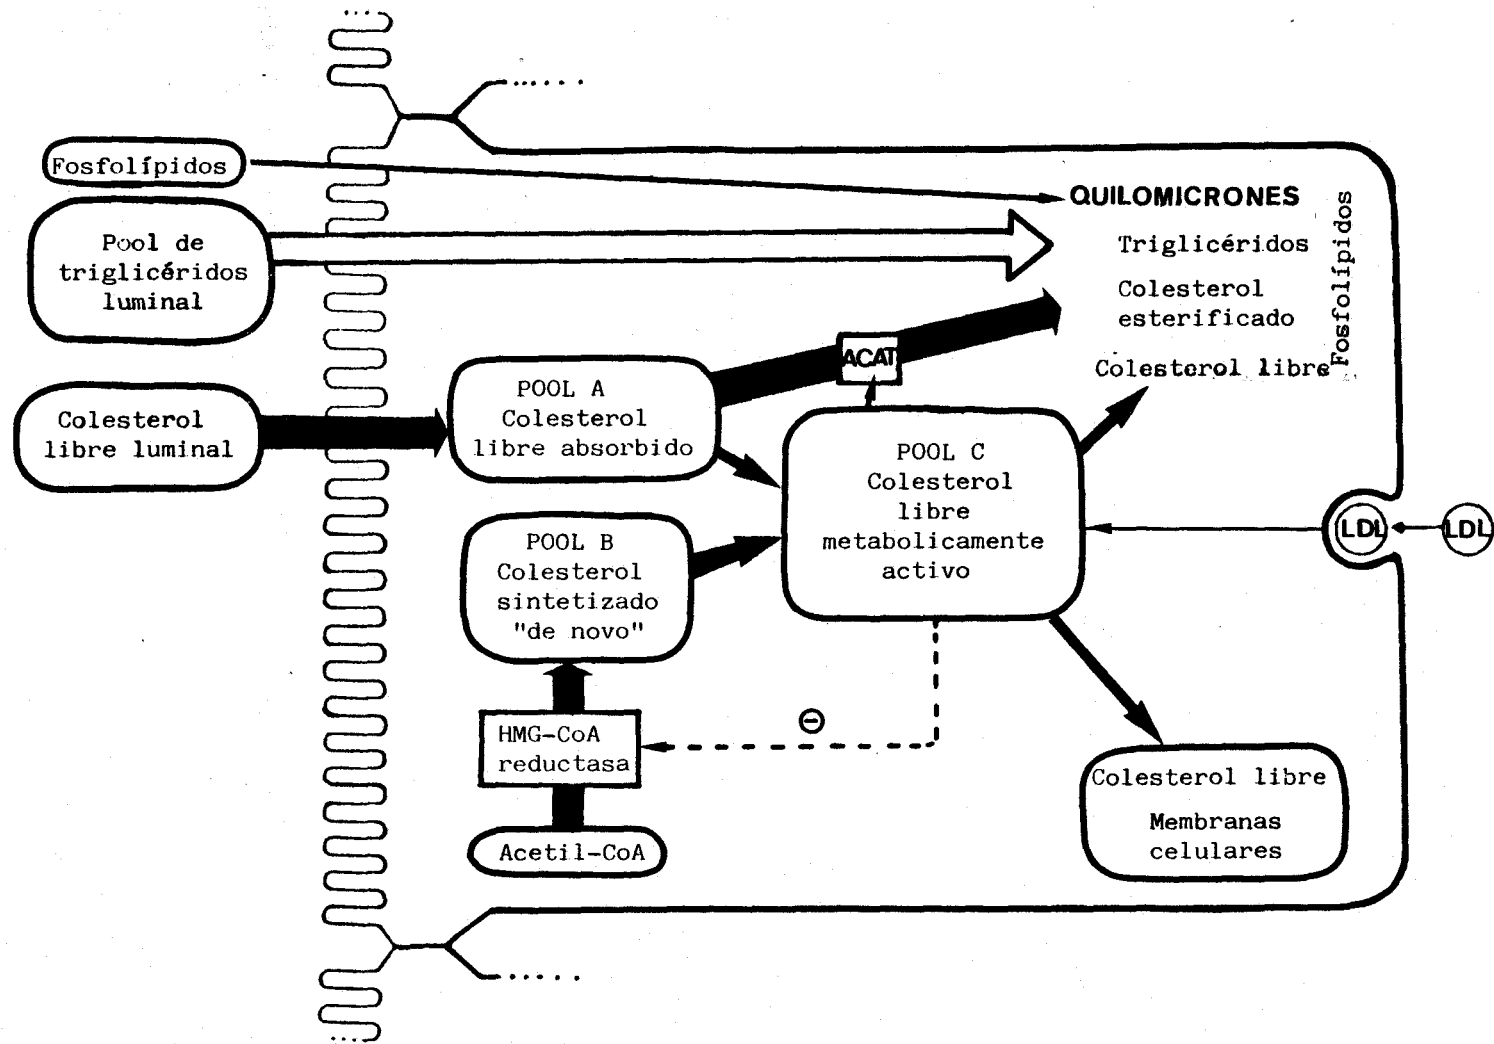 Fosfolípidos
Pool de
triglicéridos
luminal
Colesterol
libre luminal
POOL A
Colesterol
libre absorbido
POOL B
Colesterol
sintetizado
"de novo"
HMG-CoA
reductasa
Acetil-CoA
ACAT
POOL C
Colesterol
libre
metabolicamente
activo
QUILOMICRONES
Triglicéridos
Colesterol
esterificado
Colesterol libre
Fosfolípidos
LDL
LDL
Colesterol libre
Membranas
celulares